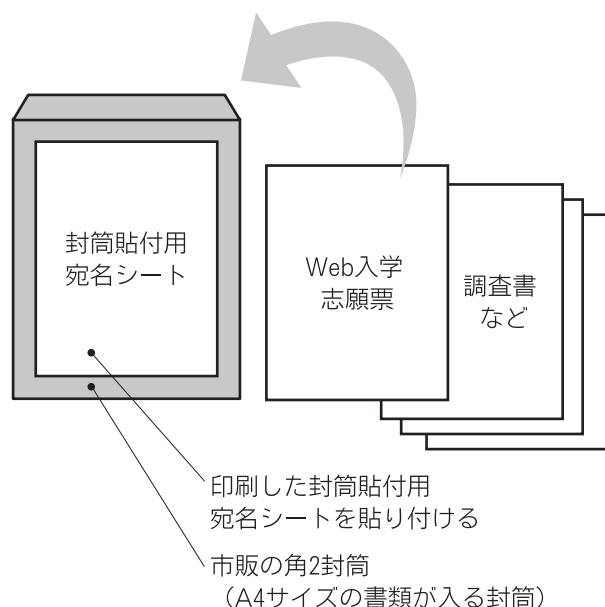 封筒貼付用
宛名シート
Web入学
志願票
調査書
など
印刷した封筒貼付用
宛名シートを貼り付ける
市販の角2封筒
（A4サイズの書類が入る封筒）